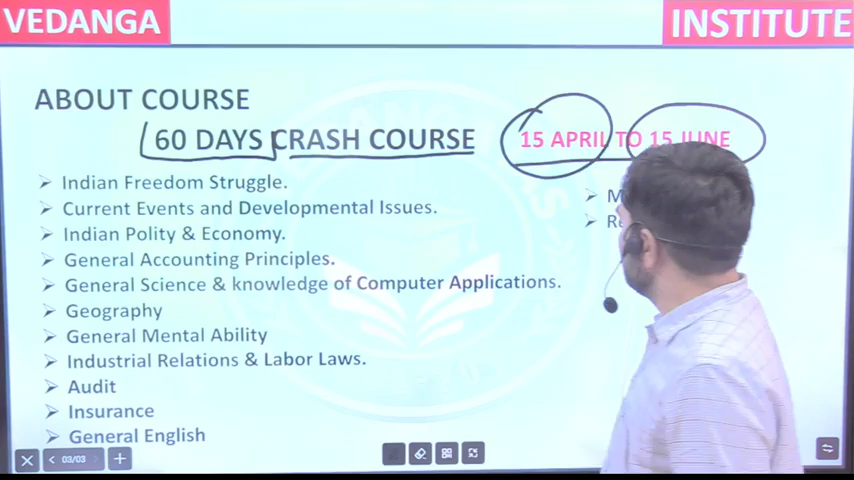 VEDANGA
INSTITUTE
ABOUT COURSE
60 DAYS CRASH COURSE
15 APRIL TO 15 JUNE
Indian Freedom Struggle.
Current Events and Developmental Issues.
Indian Polity & Economy.
General Accounting Principles.
General Science & knowledge of Computer Applications.
Geography
General Mental Ability
Industrial Relations & Labor Laws.
Audit
Insurance
General English
03/03